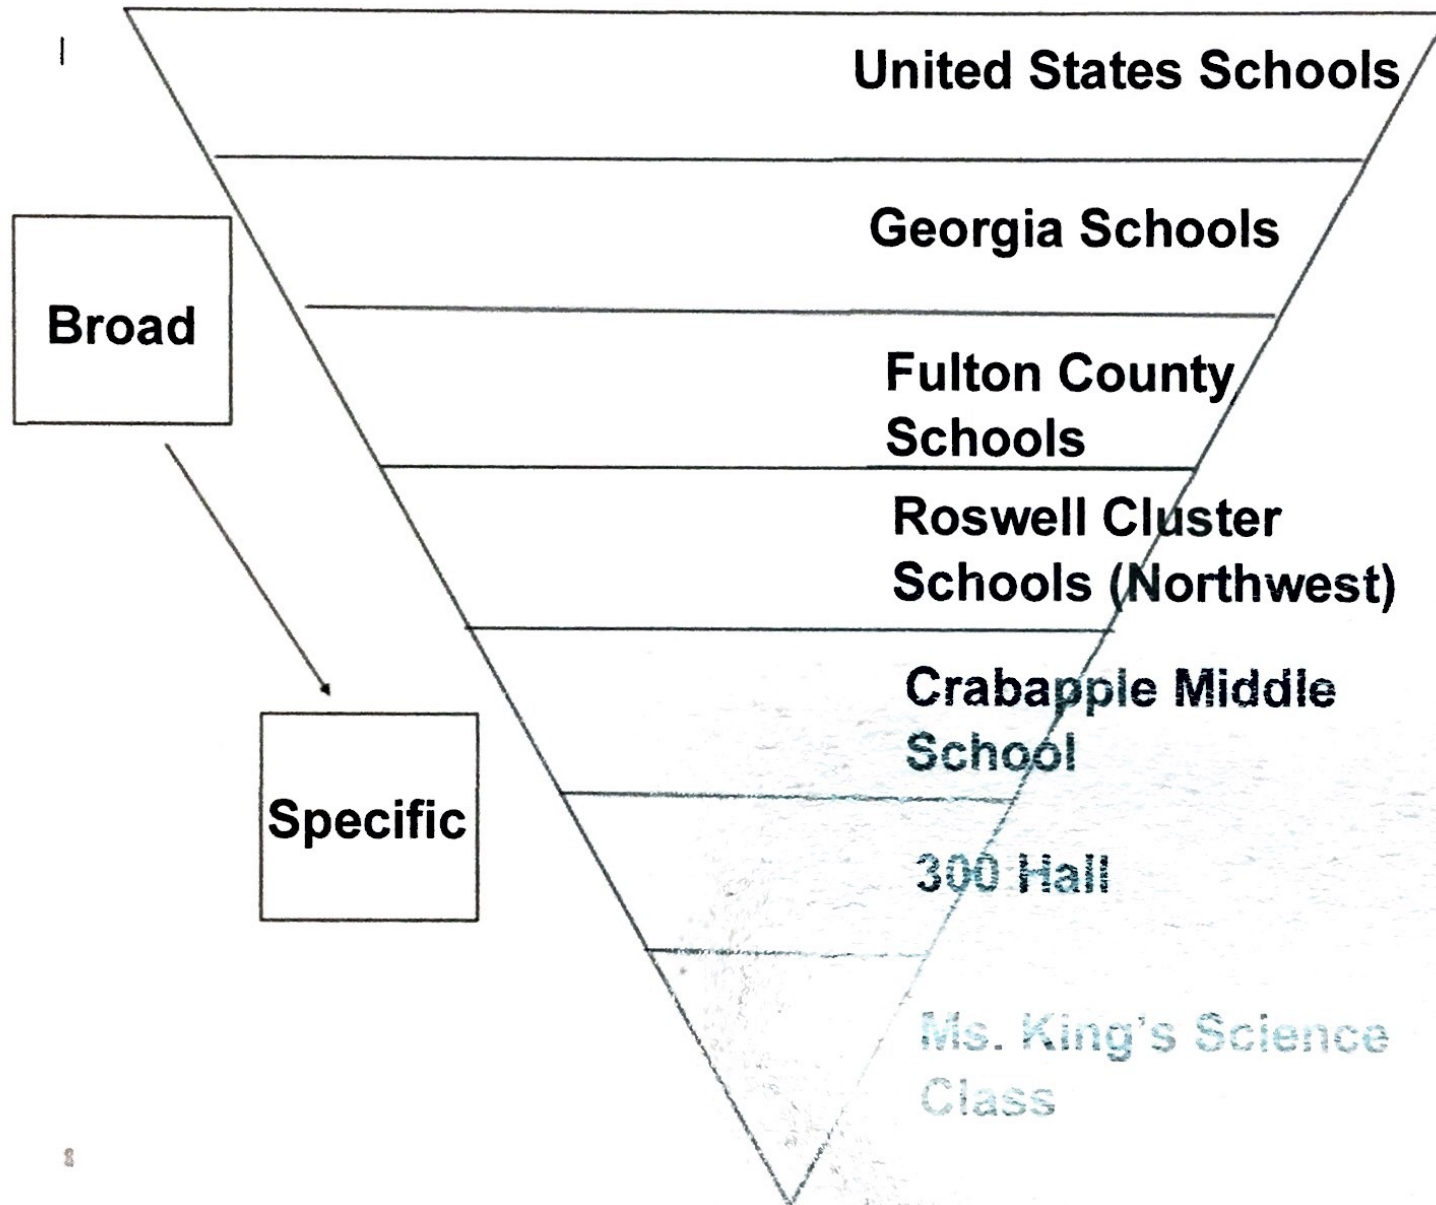 United States Schools
Georgia Schools
Broad
Fulton County
Schools
Roswell Cluster
Schools (Northwest)
Crabapple Middle
School
Specific
300 Hall
Ms. King's Science
Class
8